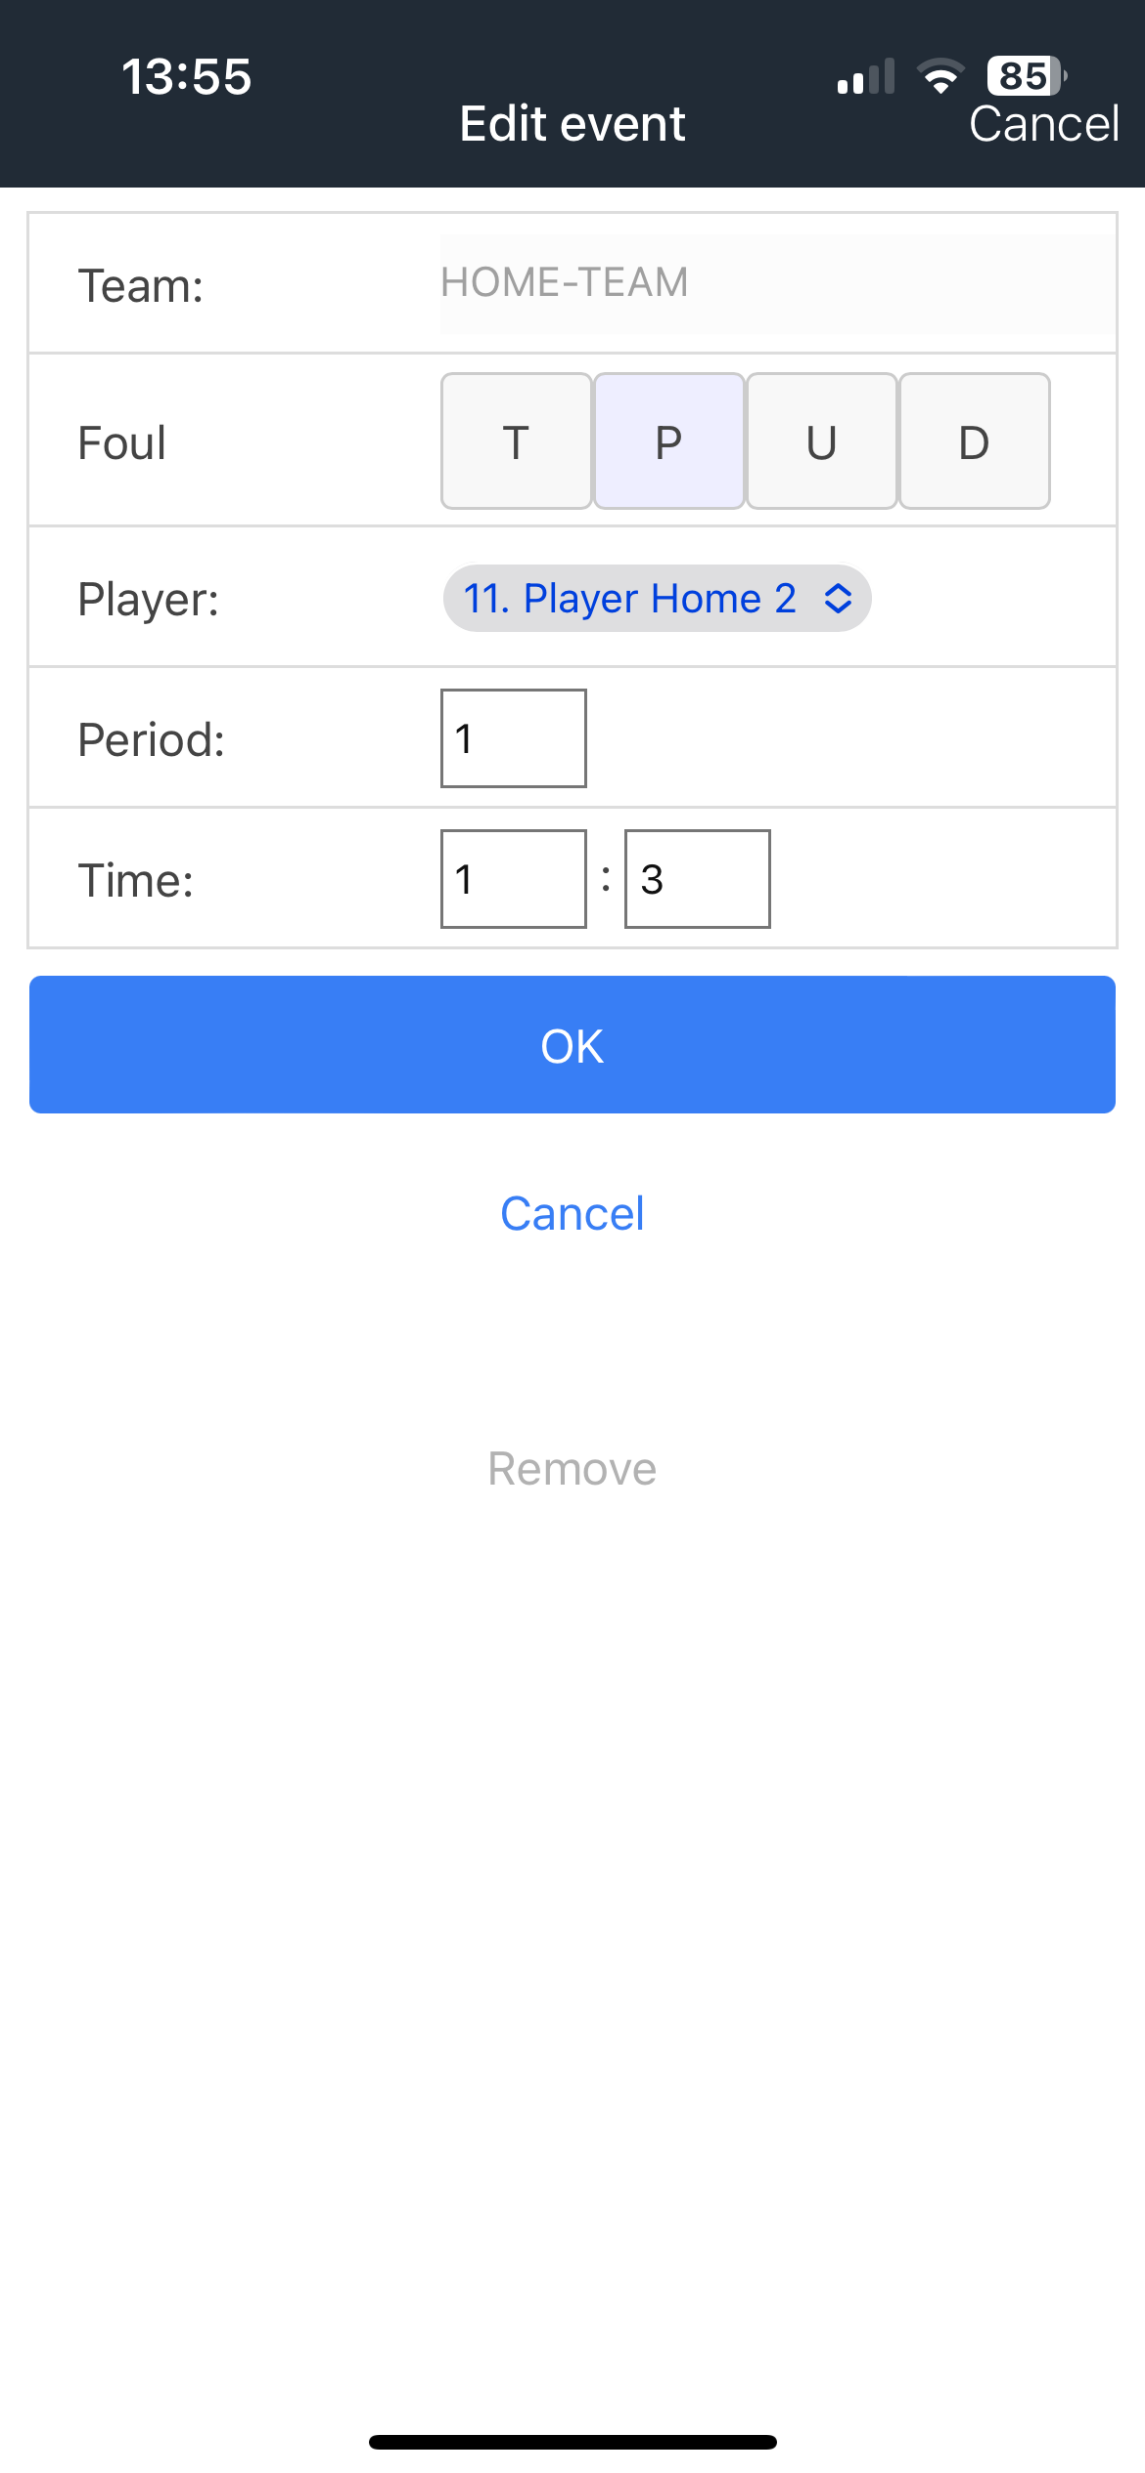 13:55
85
Edit event
Cancel
Team:
HOME-TEAM
Foul
T P U D
Player:
11. Player Home 2
Period:
1
Time:
1 : 3
OK
Cancel
Remove